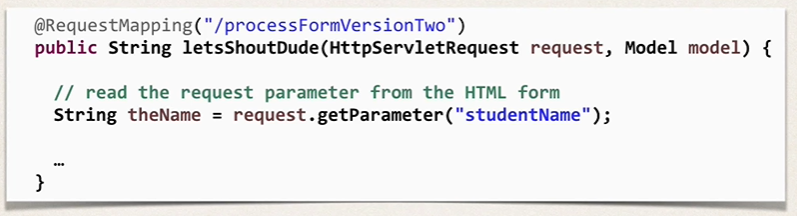 @RequestMapping("/processFormVersionTwo")
public String letsShoutDude(HttpServletRequest request, Model model) {
// read the request parameter from the HTML form
String theName = request.getParameter("studentName");
…
}